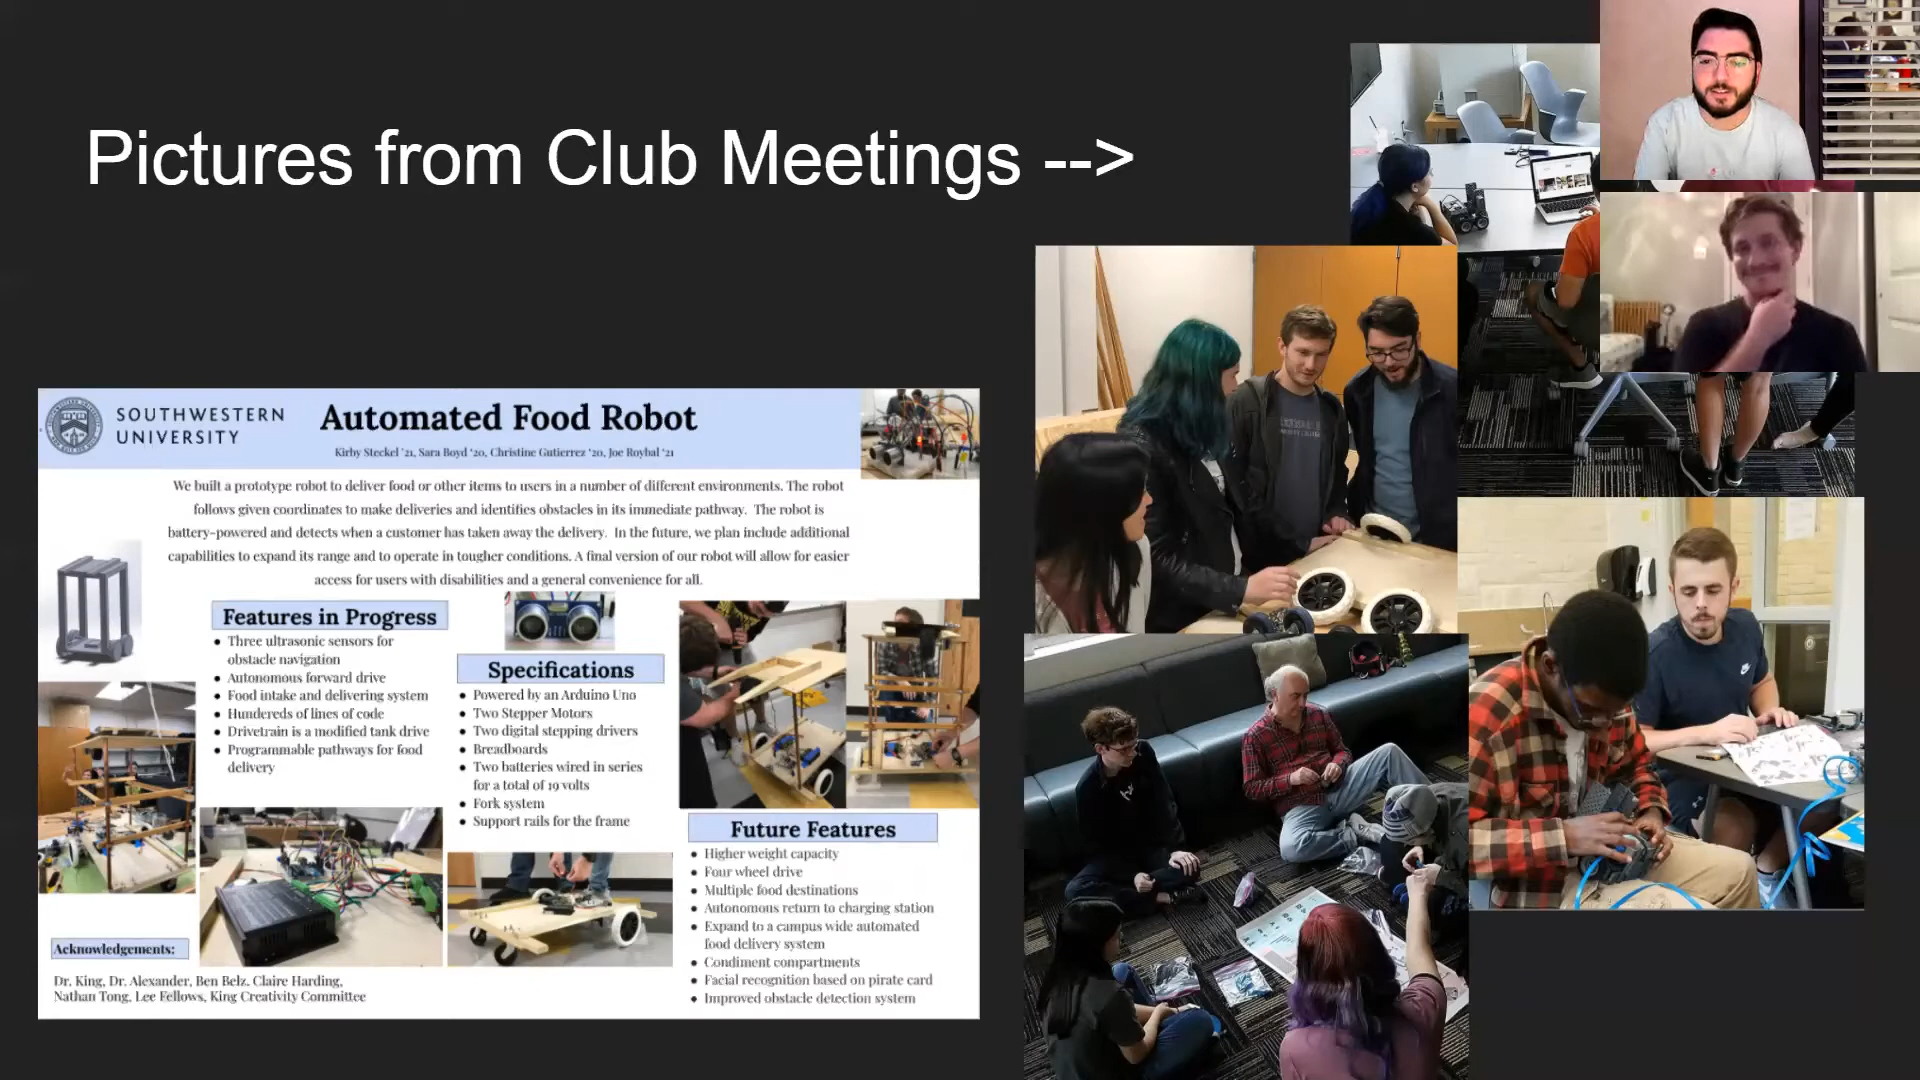 Pictures from Club Meetings -->
SOUTHWESTERN
UNIVERSITY
Automated Food Robot
Kirby Steckel '21, Sara Boyd '20, Christine Gutierrez '20, Joe Roybal '21
We built a prototype robot to deliver food or other items to users in a number of different environments. The robot
follows given coordinates to make deliveries and identifies obstacles in its immediate pathway. The robot is
battery-powered and detects when a customer has taken away the delivery. In the future, we plan include additional
capabilities to expand its range and to operate in tougher conditions. A final version of our robot will allow for easier
access for users with disabilities and a general convenience for all.
Features in Progress
● Three ultrasonic sensors for
obstacle navigation
● Autonomous forward drive
● Food intake and delivering system
● Hundereds of lines of code
● Drivetrain is a modified tank drive
● Programmable pathways for food
delivery
Specifications
● Powered by an Arduino Uno
● Two Stepper Motors
● Two digital stepping drivers
● Breadboards
● Two batteries wired in series
for a total of 19 volts
● Fork system
● Support rails for the frame
Future Features
● Higher weight capacity
● Four wheel drive
● Multiple food destinations
● Autonomous return to charging station
● Expand to a campus wide automated
food delivery system
● Condiment compartments
● Facial recognition based on pirate card
● Improved obstacle detection system
Acknowledgements:
Dr. King, Dr. Alexander, Ben Belz, Claire Harding,
Nathan Tong, Lee Fellows, King Creativity Committee